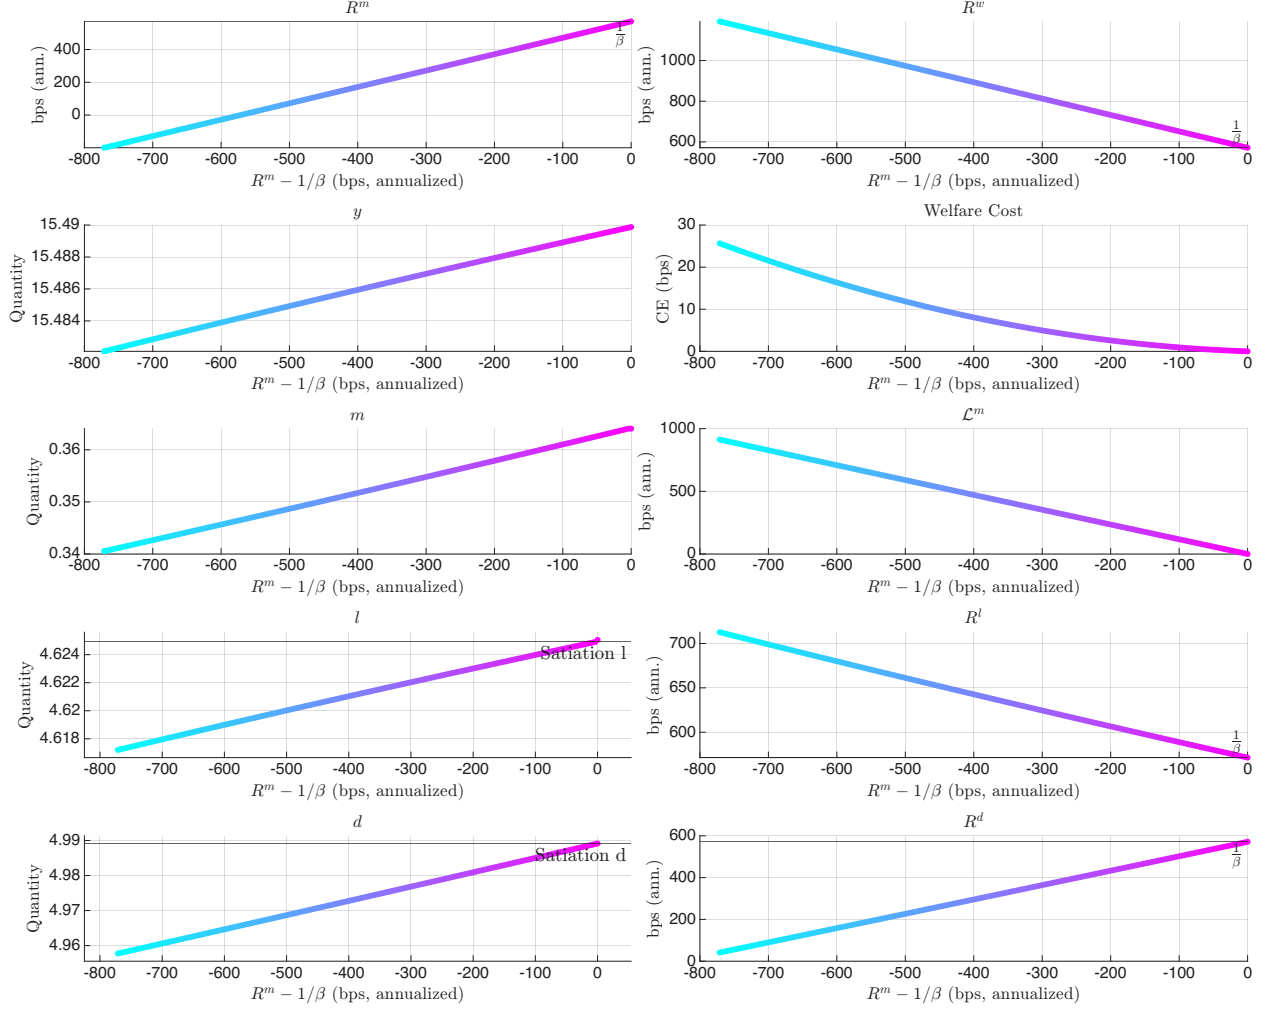 R^m
bps (ann.)
400
200
0
1/β
-800 -700 -600 -500 -400 -300 -200 -100 0
R^m − 1/β (bps, annualized)
R^w
bps (ann.)
1000
800
600
1/β
-800 -700 -600 -500 -400 -300 -200 -100 0
R^m − 1/β (bps, annualized)
y
Quantity
15.49
15.488
15.486
15.484
-800 -700 -600 -500 -400 -300 -200 -100 0
R^m − 1/β (bps, annualized)
Welfare Cost
CE (bps)
30
20
10
0
-800 -700 -600 -500 -400 -300 -200 -100 0
R^m − 1/β (bps, annualized)
m
Quantity
0.36
0.35
0.34
-800 -700 -600 -500 -400 -300 -200 -100 0
R^m − 1/β (bps, annualized)
ℒ^m
bps (ann.)
1000
500
0
-800 -700 -600 -500 -400 -300 -200 -100 0
R^m − 1/β (bps, annualized)
l
Quantity
4.624
4.622
4.62
4.618
Satiation l
-800 -700 -600 -500 -400 -300 -200 -100 0
R^m − 1/β (bps, annualized)
R^l
bps (ann.)
700
650
600
1/β
-800 -700 -600 -500 -400 -300 -200 -100 0
R^m − 1/β (bps, annualized)
d
Quantity
4.99
4.98
4.97
4.96
Satiation d
-800 -700 -600 -500 -400 -300 -200 -100 0
R^m − 1/β (bps, annualized)
R^d
bps (ann.)
600
400
200
0
1/β
-800 -700 -600 -500 -400 -300 -200 -100 0
R^m − 1/β (bps, annualized)